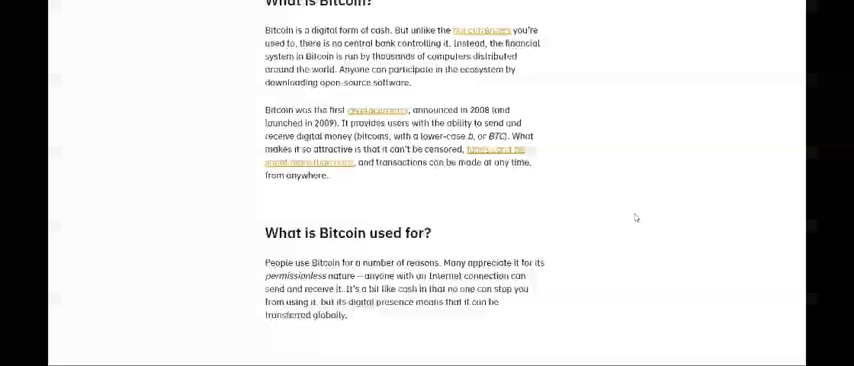 What is Bitcoin?
Bitcoin is a digital form of cash. But unlike the fiat currencies you're
used to, there is no central bank controlling it. Instead, the financial
system in Bitcoin is run by thousands of computers distributed
around the world. Anyone can participate in the ecosystem by
downloading open-source software.
Bitcoin was the first, announced in 2008 (and
launched in 2009). It provides users with the ability to send and
receive digital money (bitcoins, with a lower-case b, or BTC). What
makes it so attractive is that it can't be censored, funds can't be
spent more than once, and transactions can be made at any time,
from anywhere.
What is Bitcoin used for?
People use Bitcoin for a number of reasons. Many appreciate it for its
permissionless nature – anyone with an Internet connection can
send and receive it. It's a bit like cash in that no one can stop you
from using it, but its digital presence means that it can be
transferred globally.